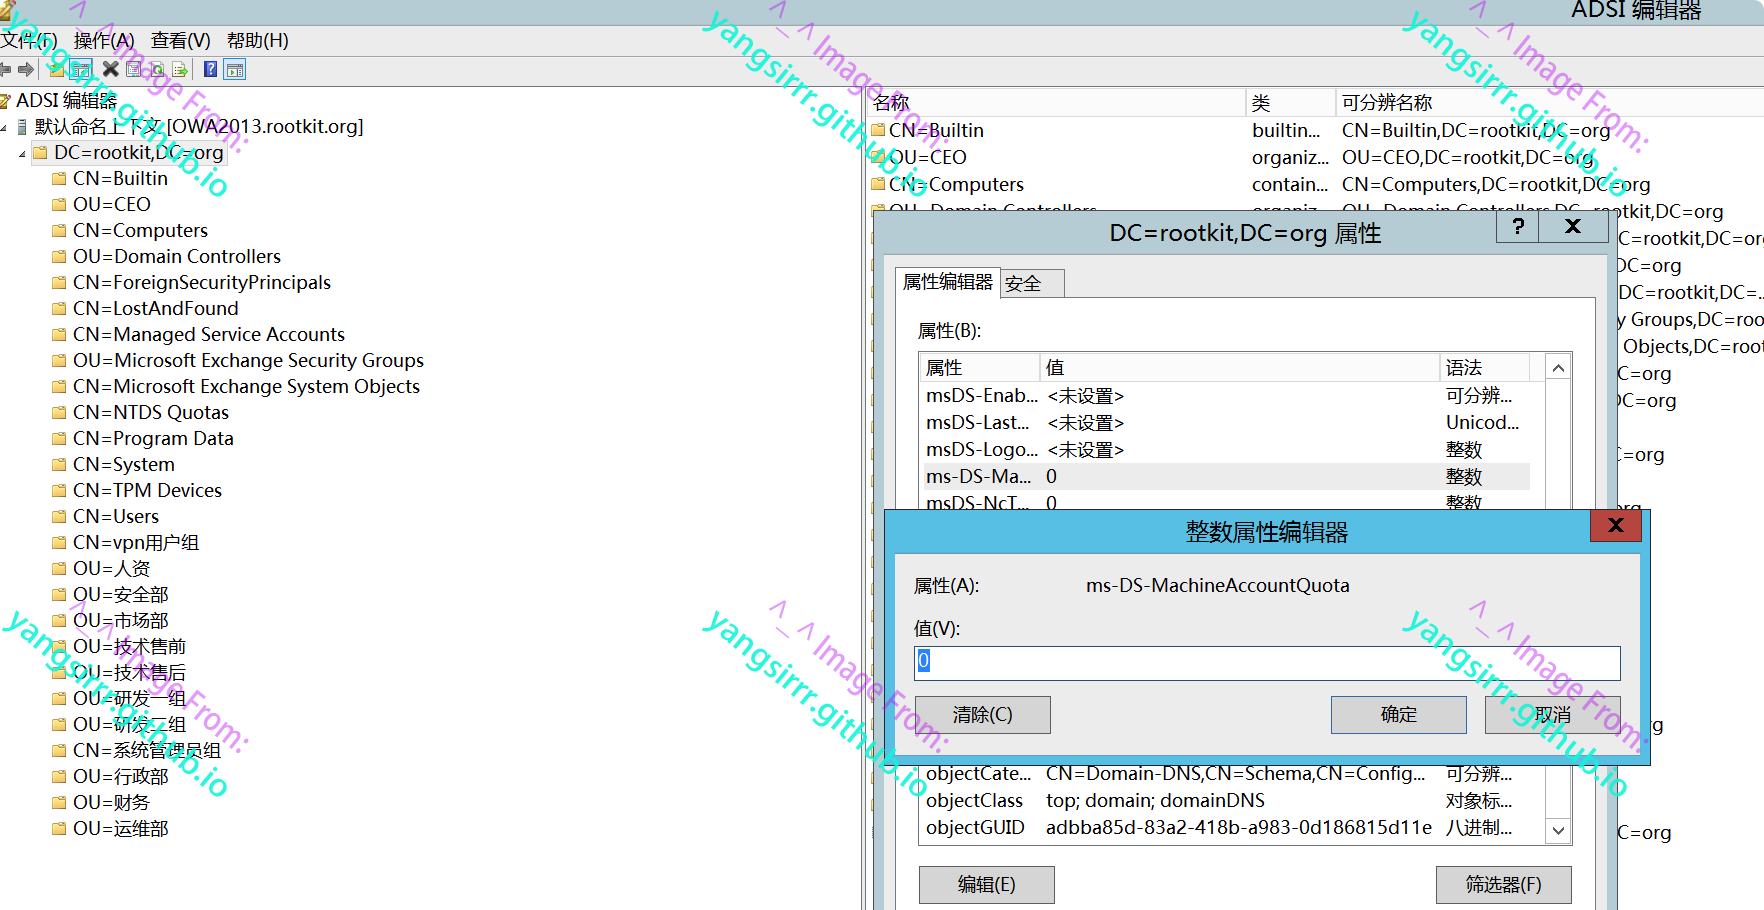 ADSI 编辑器
文件(F) 操作(A) 查看(V) 帮助(H)
ADSI 编辑器
默认命名上下文 [OWA2013.rootkit.org]
DC=rootkit,DC=org
CN=Builtin
OU=CEO
CN=Computers
OU=Domain Controllers
CN=ForeignSecurityPrincipals
CN=LostAndFound
CN=Managed Service Accounts
OU=Microsoft Exchange Security Groups
CN=Microsoft Exchange System Objects
CN=NTDS Quotas
CN=Program Data
CN=System
CN=TPM Devices
CN=Users
CN=vpn用户组
OU=人资
OU=安全部
OU=市场部
OU=技术售前
OU=技术售后
OU=研发一组
OU=研发二组
CN=系统管理员组
OU=行政部
OU=财务
OU=运维部
名称 类 可分辨名称
CN=Builtin builtin... CN=Builtin,DC=rootkit,DC=org
OU=CEO organiz... OU=CEO,DC=rootkit,DC=org
CN=Computers contain... CN=Computers,DC=rootkit,DC=org
OU=Domain Controllers organiz... OU=Domain Controllers,DC=rootkit,DC=org
C=rootkit,DC=org
DC=org
DC=rootkit,DC=...
y Groups,DC=roo
Objects,DC=root
C=org
DC=org
C=org
org
rg
C=org
DC=rootkit,DC=org 属性
属性编辑器 安全
属性(B):
属性 值 语法
msDS-Enab... <未设置> 可分辨...
msDS-Last... <未设置> Unicod...
msDS-Logo... <未设置> 整数
ms-DS-Ma... 0 整数
msDS-NcT... 0 整数
整数属性编辑器
属性(A): ms-DS-MachineAccountQuota
值(V):
0
清除(C) 确定 取消
objectCate... CN=Domain-DNS,CN=Schema,CN=Config... 可分辨...
objectClass top; domain; domainDNS 对象标...
objectGUID adbba85d-83a2-418b-a983-0d186815d11e 八进制...
编辑(E) 筛选器(F)
^_^ Image From:
yangsirrr.github.io
^_^ Image From:
yangsirrr.github.io
^_^ Image From:
yangsirrr.github.io
^_^ Image From:
yangsirrr.github.io
^_^ Image From:
yangsirrr.github.io
^_^ Image From:
yangsirrr.github.io